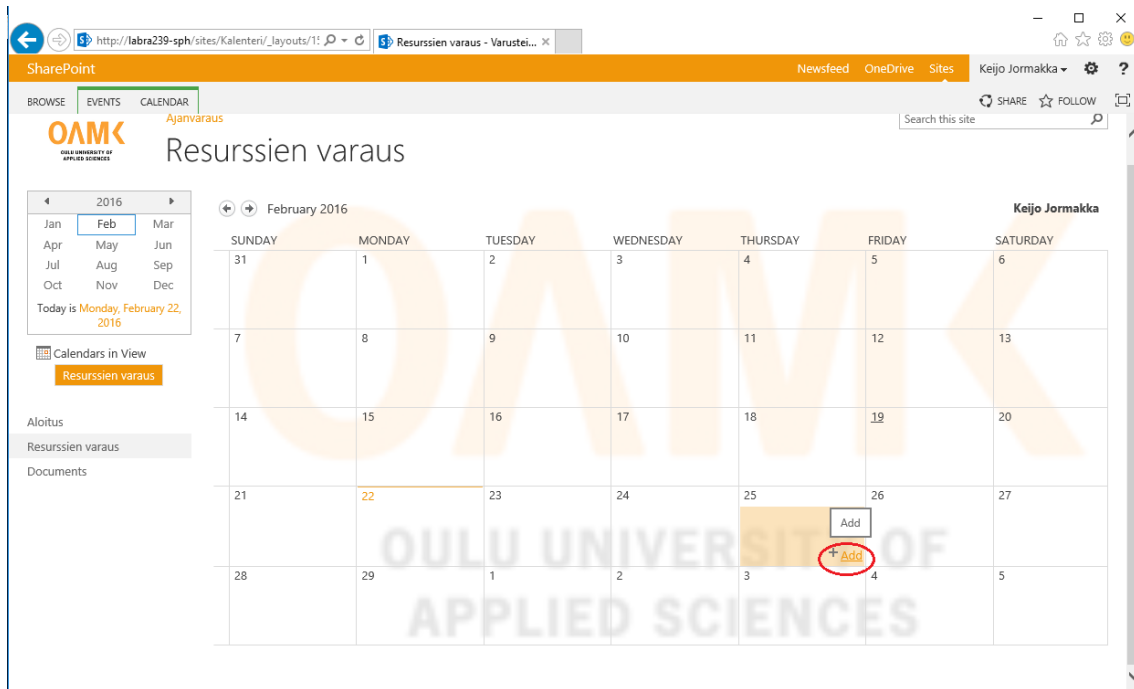 http://labra239-sph/sites/Kalenteri/_layouts/15
Resurssien varaus - Varustei...
SharePoint
Newsfeed OneDrive Sites Keijo Jormakka ?
BROWSE EVENTS CALENDAR
SHARE FOLLOW
OAMK
OULU UNIVERSITY OF
APPLIED SCIENCES
Ajanvaraus
Resurssien varaus
Search this site
2016
Jan Feb Mar
Apr May Jun
Jul Aug Sep
Oct Nov Dec
Today is Monday, February 22,
2016
Calendars in View
Resurssien varaus
Aloitus
Resurssien varaus
Documents
February 2016
Keijo Jormakka
SUNDAY MONDAY TUESDAY WEDNESDAY THURSDAY FRIDAY SATURDAY
31 1 2 3 4 5 6
7 8 9 10 11 12 13
14 15 16 17 18 19 20
21 22 23 24 25 26 27
Add
+ Add
28 29 1 2 3 4 5
OAMK
OULU UNIVERSITY OF
APPLIED SCIENCES